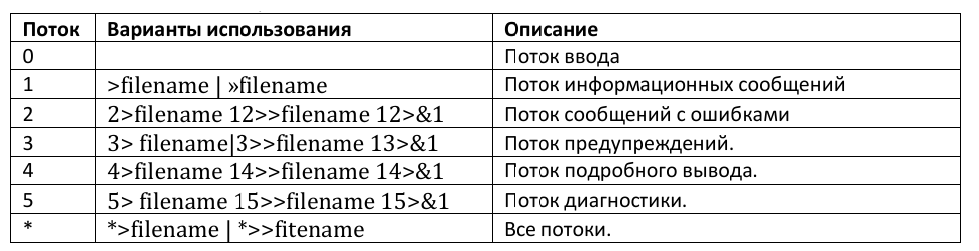 Поток Варианты использования Описание
0 Поток ввода
1 >filename | »filename Поток информационных сообщений
2 2>filename 12>>filename 12>&1 Поток сообщений с ошибками
3 3> filename|3>>filename 13>&1 Поток предупреждений.
4 4>filename 14>>filename 14>&1 Поток подробного вывода.
5 5> filename 15>>filename 15>&1 Поток диагностики.
* *>filename | *>>fitename Все потоки.